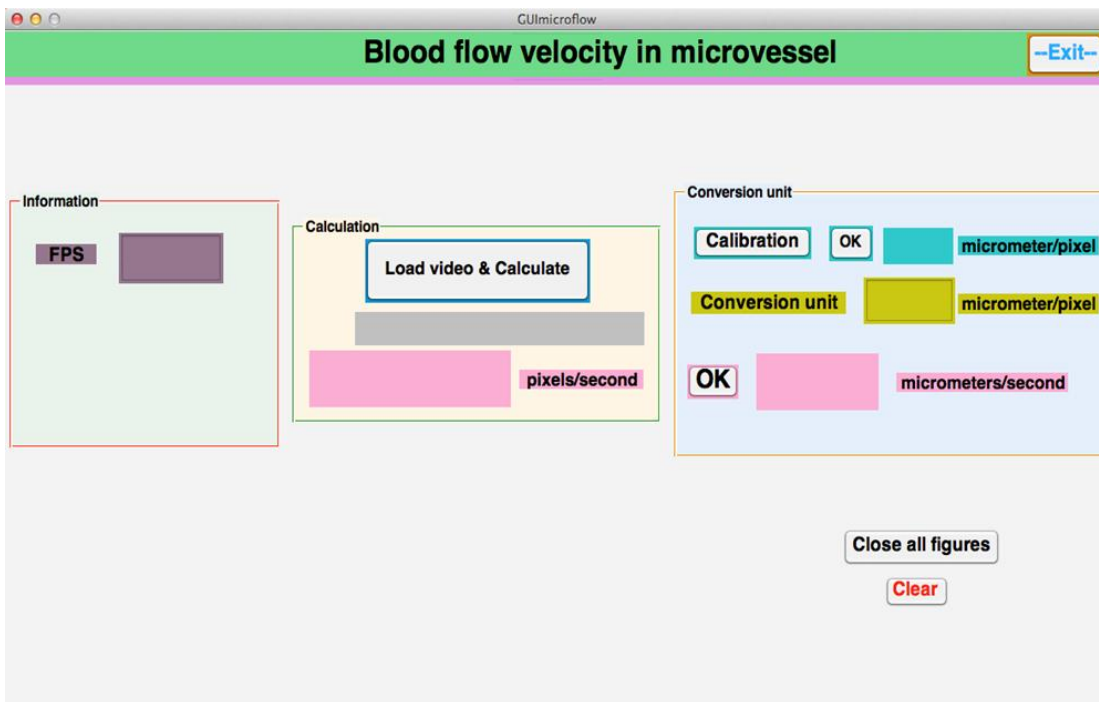 GUImicroflow
Blood flow velocity in microvessel
--Exit--
Information
FPS
Calculation
Load video & Calculate
pixels/second
Conversion unit
Calibration OK micrometer/pixel
Conversion unit micrometer/pixel
OK micrometers/second
Close all figures
Clear